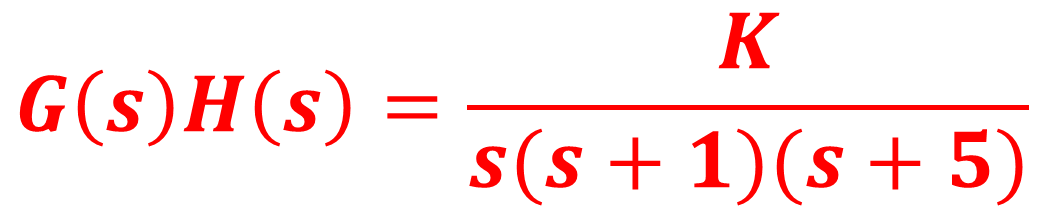 G(s)H(s) = K / s(s + 1)(s + 5)